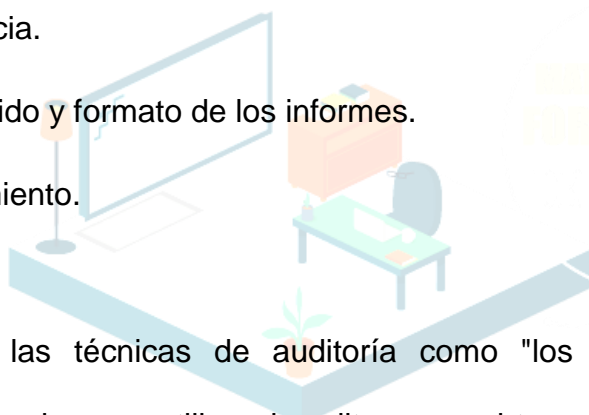 cia.
ido y formato de los informes.
niento.
las técnicas de auditoría como "los